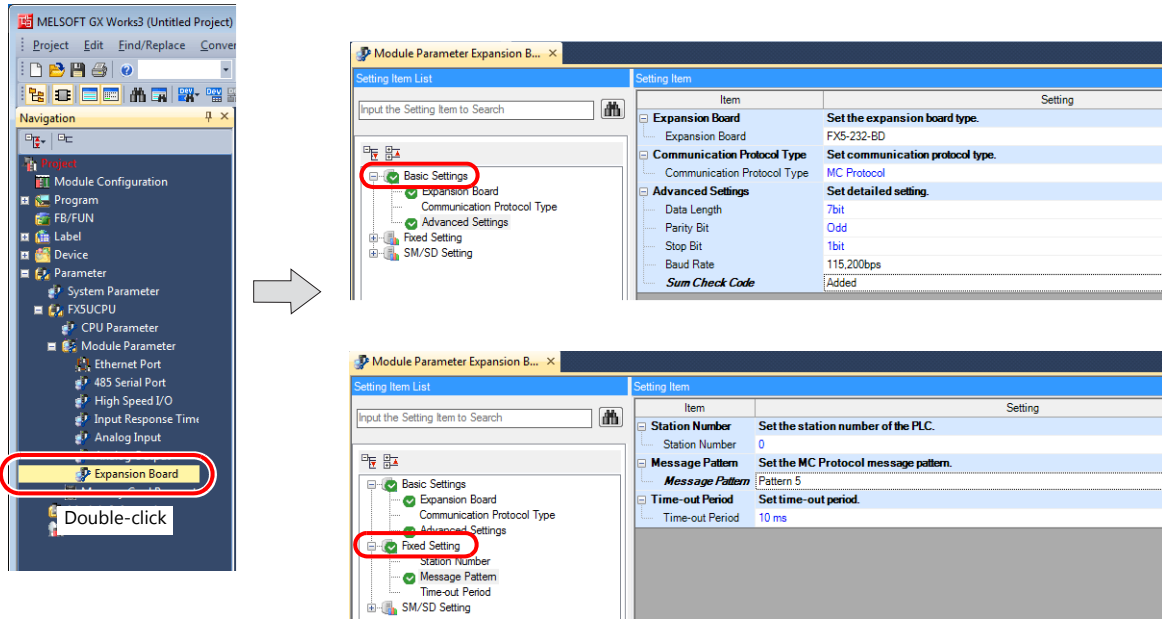 MELSOFT GX Works3 (Untitled Project)
Project Edit Find/Replace Conver
Navigation
Project
Module Configuration
Program
FB/FUN
Label
Device
Parameter
System Parameter
FX5UCPU
CPU Parameter
Module Parameter
Ethernet Port
485 Serial Port
High Speed I/O
Input Response Time
Analog Input
Expansion Board
Double-click
Module Parameter Expansion B...
Setting Item List
Input the Setting Item to Search
Basic Settings
Expansion Board
Communication Protocol Type
Advanced Settings
Fixed Setting
SM/SD Setting
Setting Item
Item Setting
Expansion Board Set the expansion board type.
Expansion Board FX5-232-BD
Communication Protocol Type Set communication protocol type.
Communication Protocol Type MC Protocol
Advanced Settings Set detailed setting.
Data Length 7bit
Parity Bit Odd
Stop Bit 1bit
Baud Rate 115,200bps
Sum Check Code Added
Module Parameter Expansion B...
Setting Item List
Input the Setting Item to Search
Basic Settings
Expansion Board
Communication Protocol Type
Advanced Settings
Fixed Setting
Station Number
Message Pattern
Time-out Period
SM/SD Setting
Setting Item
Item Setting
Station Number Set the station number of the PLC.
Station Number 0
Message Pattern Set the MC Protocol message pattern.
Message Pattern Pattern 5
Time-out Period Set time-out period.
Time-out Period 10 ms